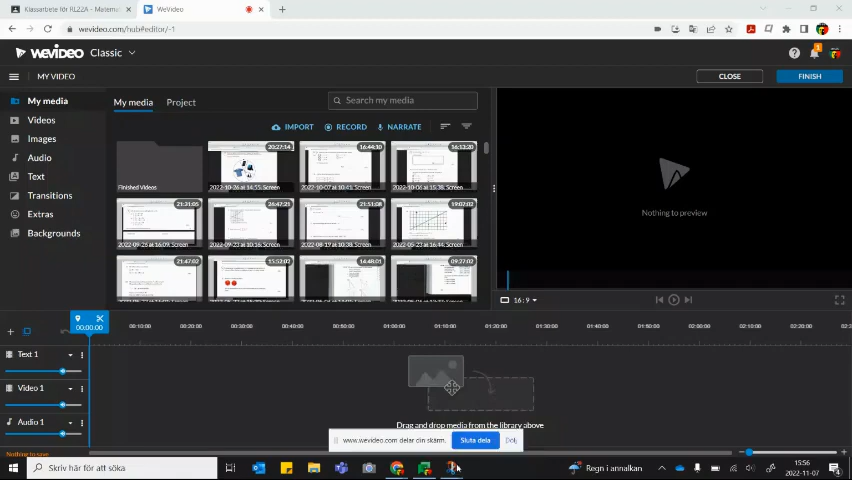 Klassarbete för RL22A – Matema
WeVideo
wevideo.com/hub#editor/-1
WEVIDEO
Classic
MY VIDEO
CLOSE
FINISH
My media
Videos
Images
Audio
Text
Transitions
Extras
Backgrounds
My media
Project
Search my media
IMPORT
RECORD
NARRATE
Finished Videos
20:27:14
2022-10-26 at 14:55, Screen
16:44:10
2022-10-07 at 10:41, Screen
16:13:20
2022-10-06 at 15:38, Screen
21:31:05
2022-09-28 at 16:09, Screen
26:47:21
2022-09-23 at 10:16, Screen
21:51:08
2022-08-19 at 10:38, Screen
19:07:02
2022-05-23 at 16:44, Screen
21:47:02
15:52:02
14:48:01
09:27:02
Nothing to preview
16:9
00:00:00
00:10:00
00:20:00
00:30:00
00:40:00
00:50:00
01:00:00
01:10:00
01:20:00
01:30:00
01:40:00
01:50:00
02:00:00
02:10:00
02:20:00
Text 1
Video 1
Audio 1
Drag and drop media from the library above
www.wevideo.com delar din skärm.
Sluta dela
Dölj
Nothing to save
Skriv här för att söka
Regn i annalkan
15:56
2022-11-07